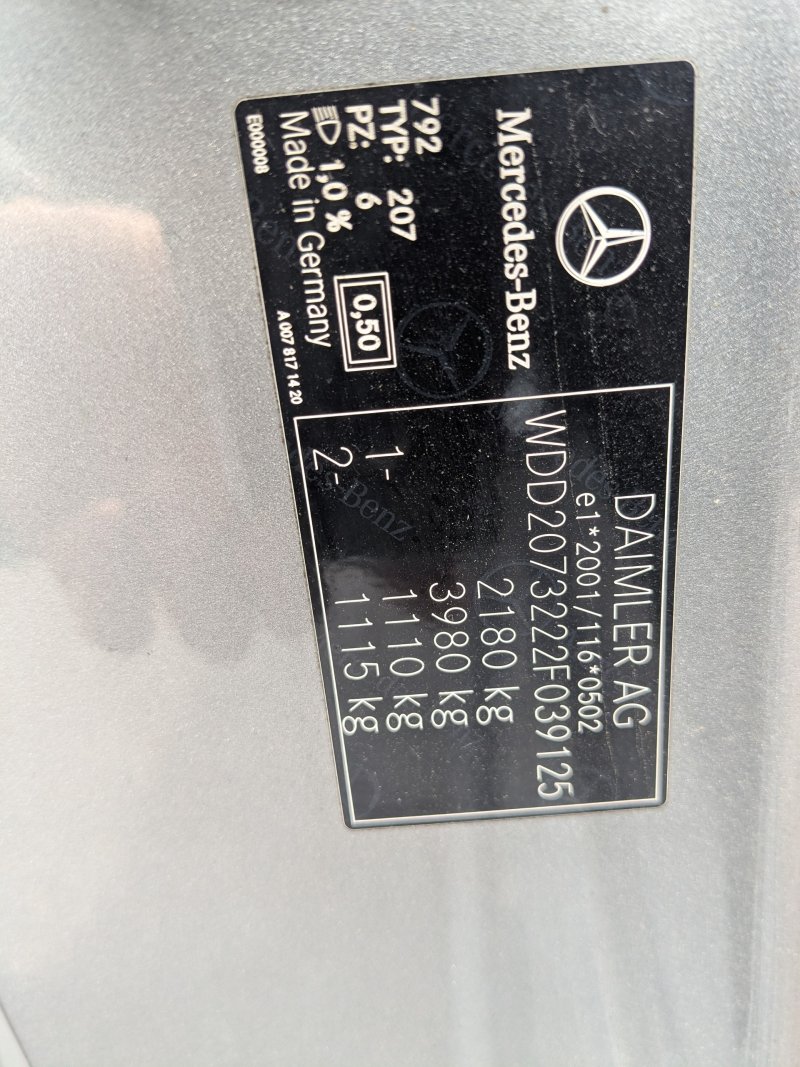 Mercedes-Benz
792
TYP: 207
PZ: 6
1,0 %
0,50
Made in Germany
E000008
A 007 817 14 20
DAIMLER AG
e1*2001/116*0502
WDD2073222F039125
2180 kg
3980 kg
1- 1110 kg
2- 1115 kg